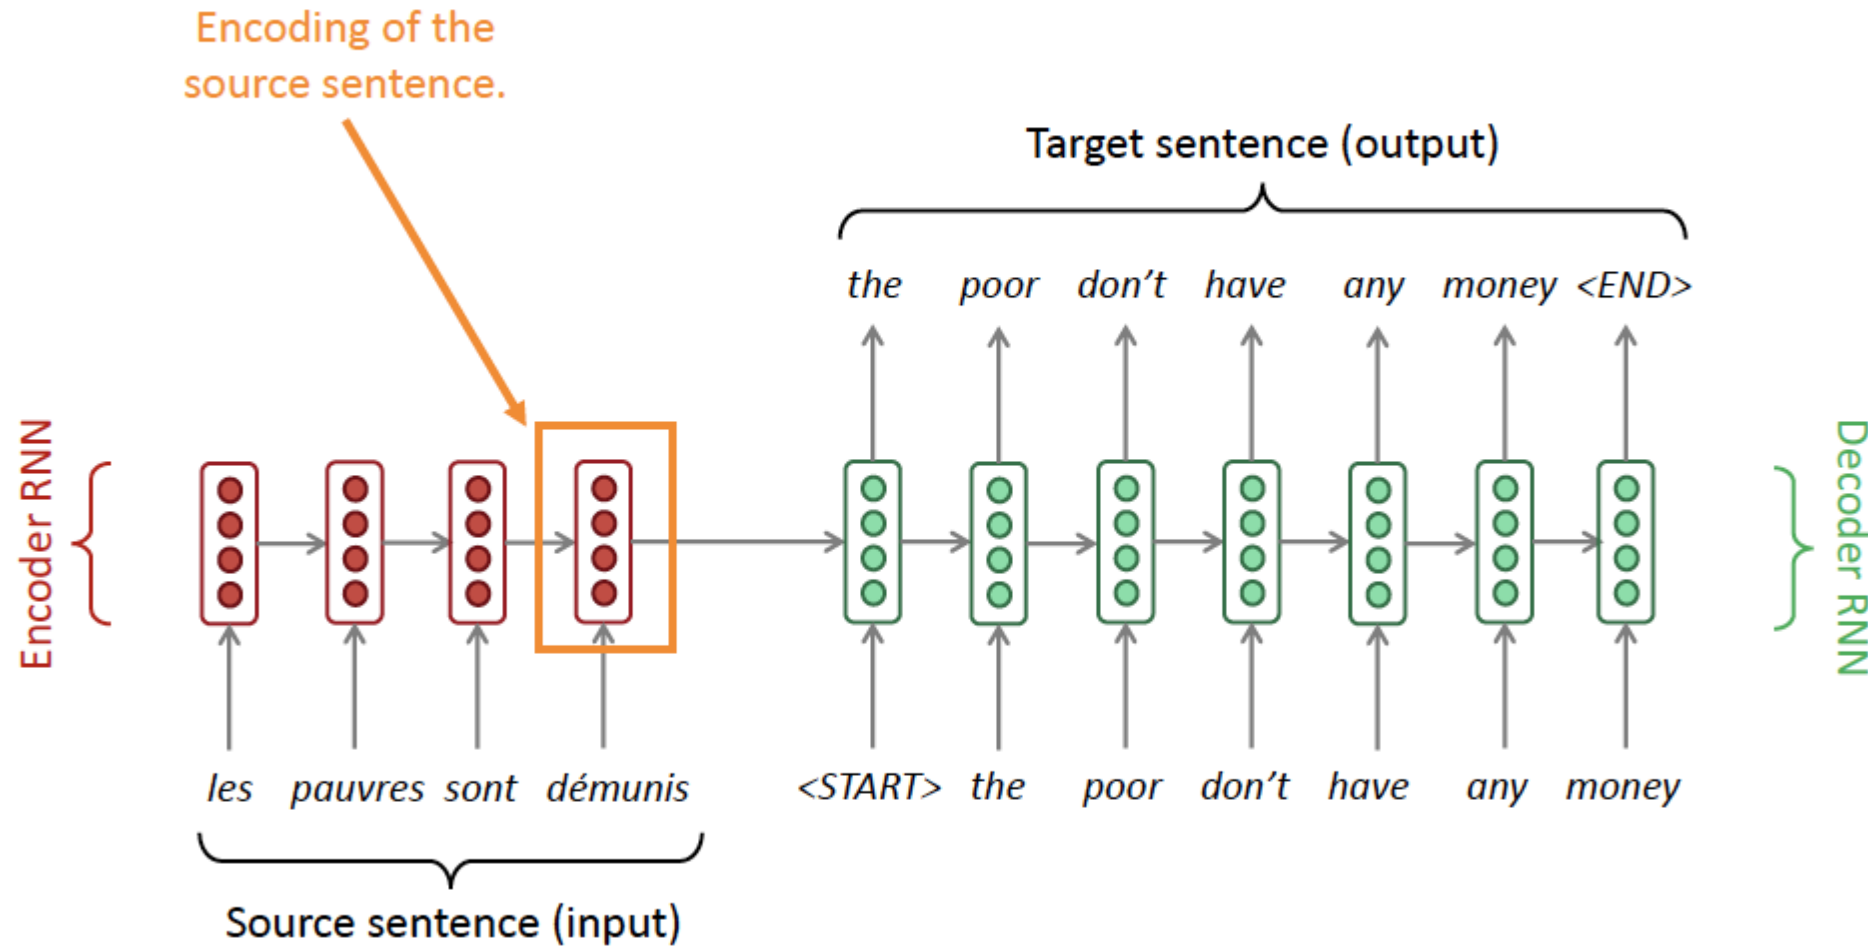 Encoding of the
source sentence.
Target sentence (output)
the poor don't have any money <END>
Encoder RNN
Decoder RNN
les pauvres sont démunis
<START> the poor don't have any money
Source sentence (input)